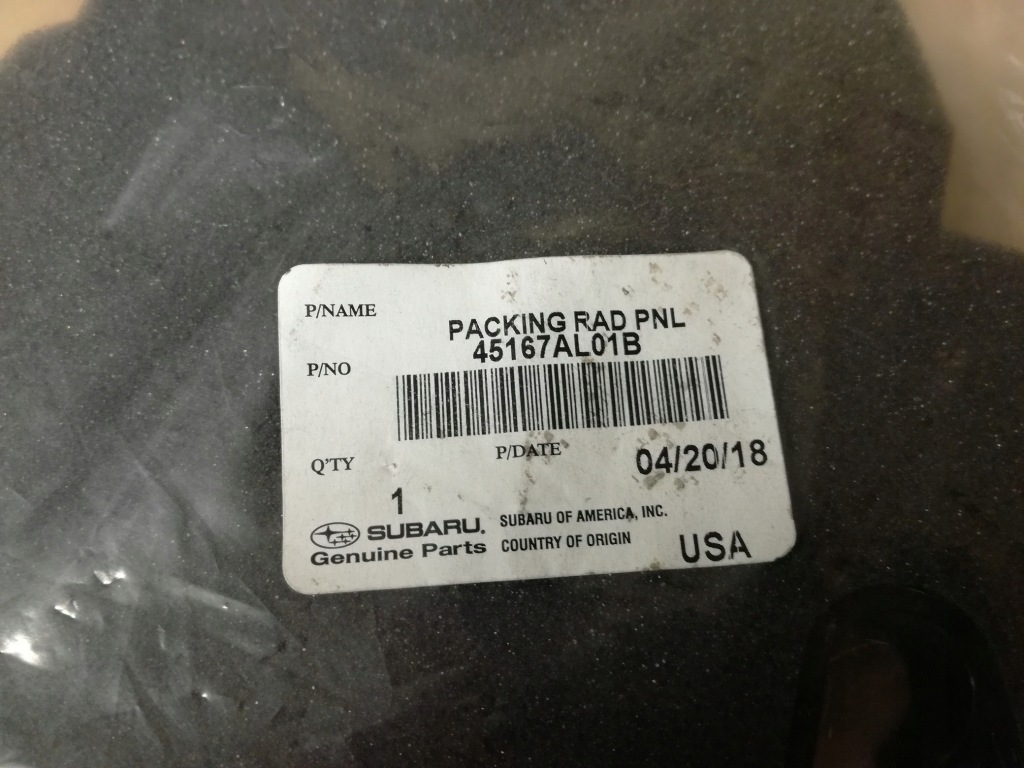 P/NAME
PACKING RAD PNL
P/NO
45167AL01B
Q'TY
P/DATE
04/20/18
1
SUBARU.
Genuine Parts
SUBARU OF AMERICA, INC.
COUNTRY OF ORIGIN
USA